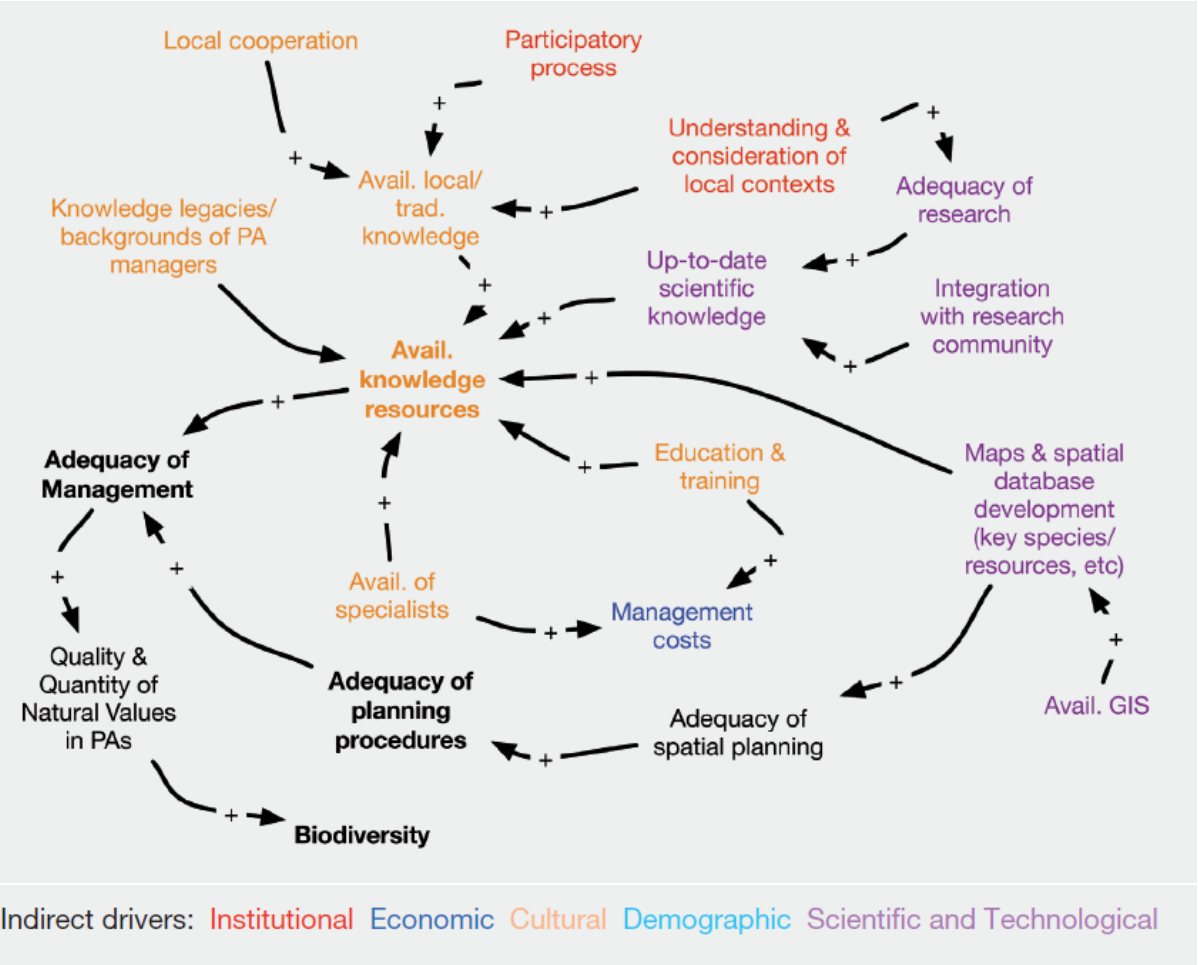 Local cooperation
Participatory
process
+
+
Understanding &
consideration of
local contexts
+
Avail. local/
trad.
knowledge
+
Adequacy of
research
Knowledge legacies/
backgrounds of PA
managers
+
Up-to-date
scientific
knowledge
+
+
Integration
with research
community
+
Avail.
knowledge
resources
+
+
Adequacy of
Management
+
Education &
training
Maps & spatial
database
development
(key species/
resources, etc)
+
+
+
+
Avail. of
specialists
+
Management
costs
+
Quality &
Quantity of
Natural Values
in PAs
Adequacy of
planning
procedures
+
Adequacy of
spatial planning
+
Avail. GIS
+
Biodiversity
Indirect drivers: Institutional Economic Cultural Demographic Scientific and Technological